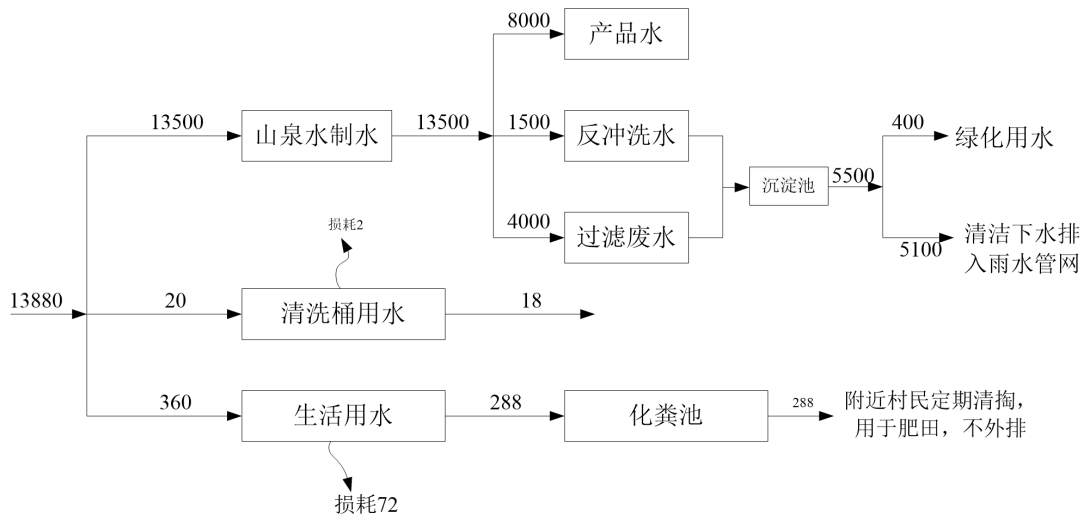 8000
产品水
13500
山泉水制水
13500
1500
反冲洗水
400
绿化用水
沉淀池
5500
4000
过滤废水
5100
清洁下水排
入雨水管网
损耗2
13880
20
清洗桶用水
18
360
生活用水
288
化粪池
288
附近村民定期清掏，
用于肥田，不外排
损耗72